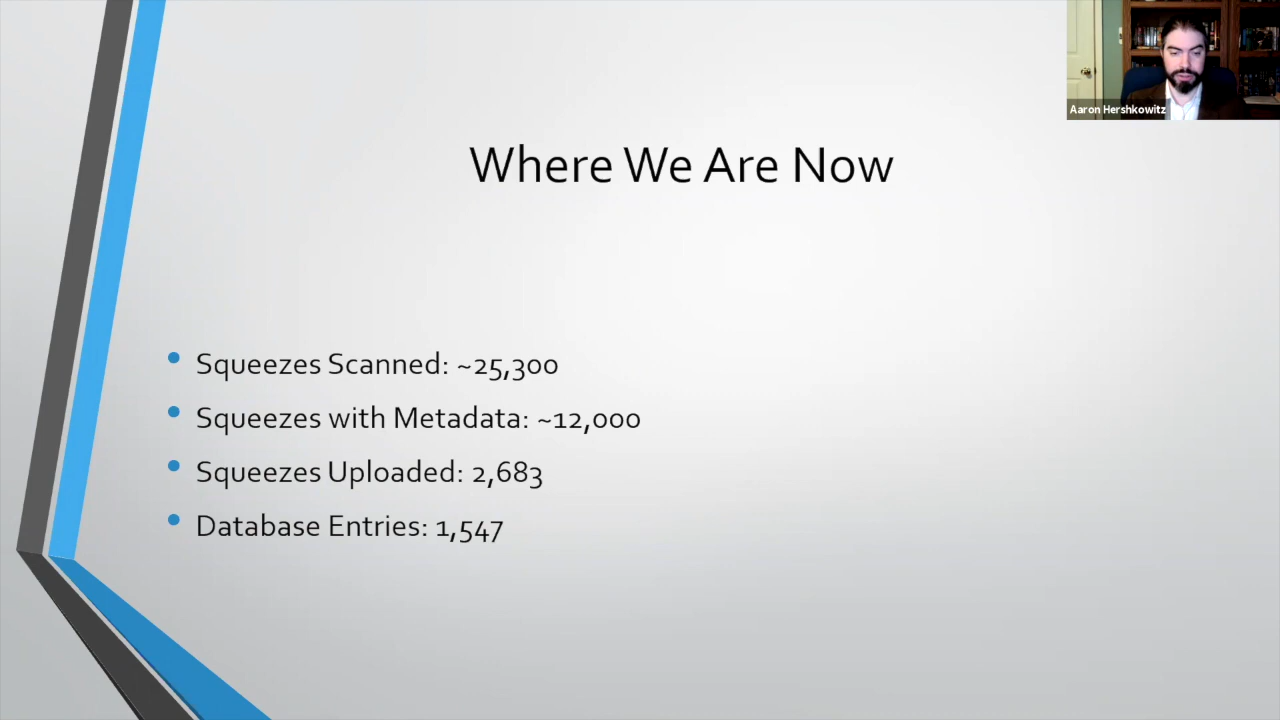 Aaron Hershkowitz
Where We Are Now
Squeezes Scanned: ~25,300
Squeezes with Metadata: ~12,000
Squeezes Uploaded: 2,683
Database Entries: 1,547